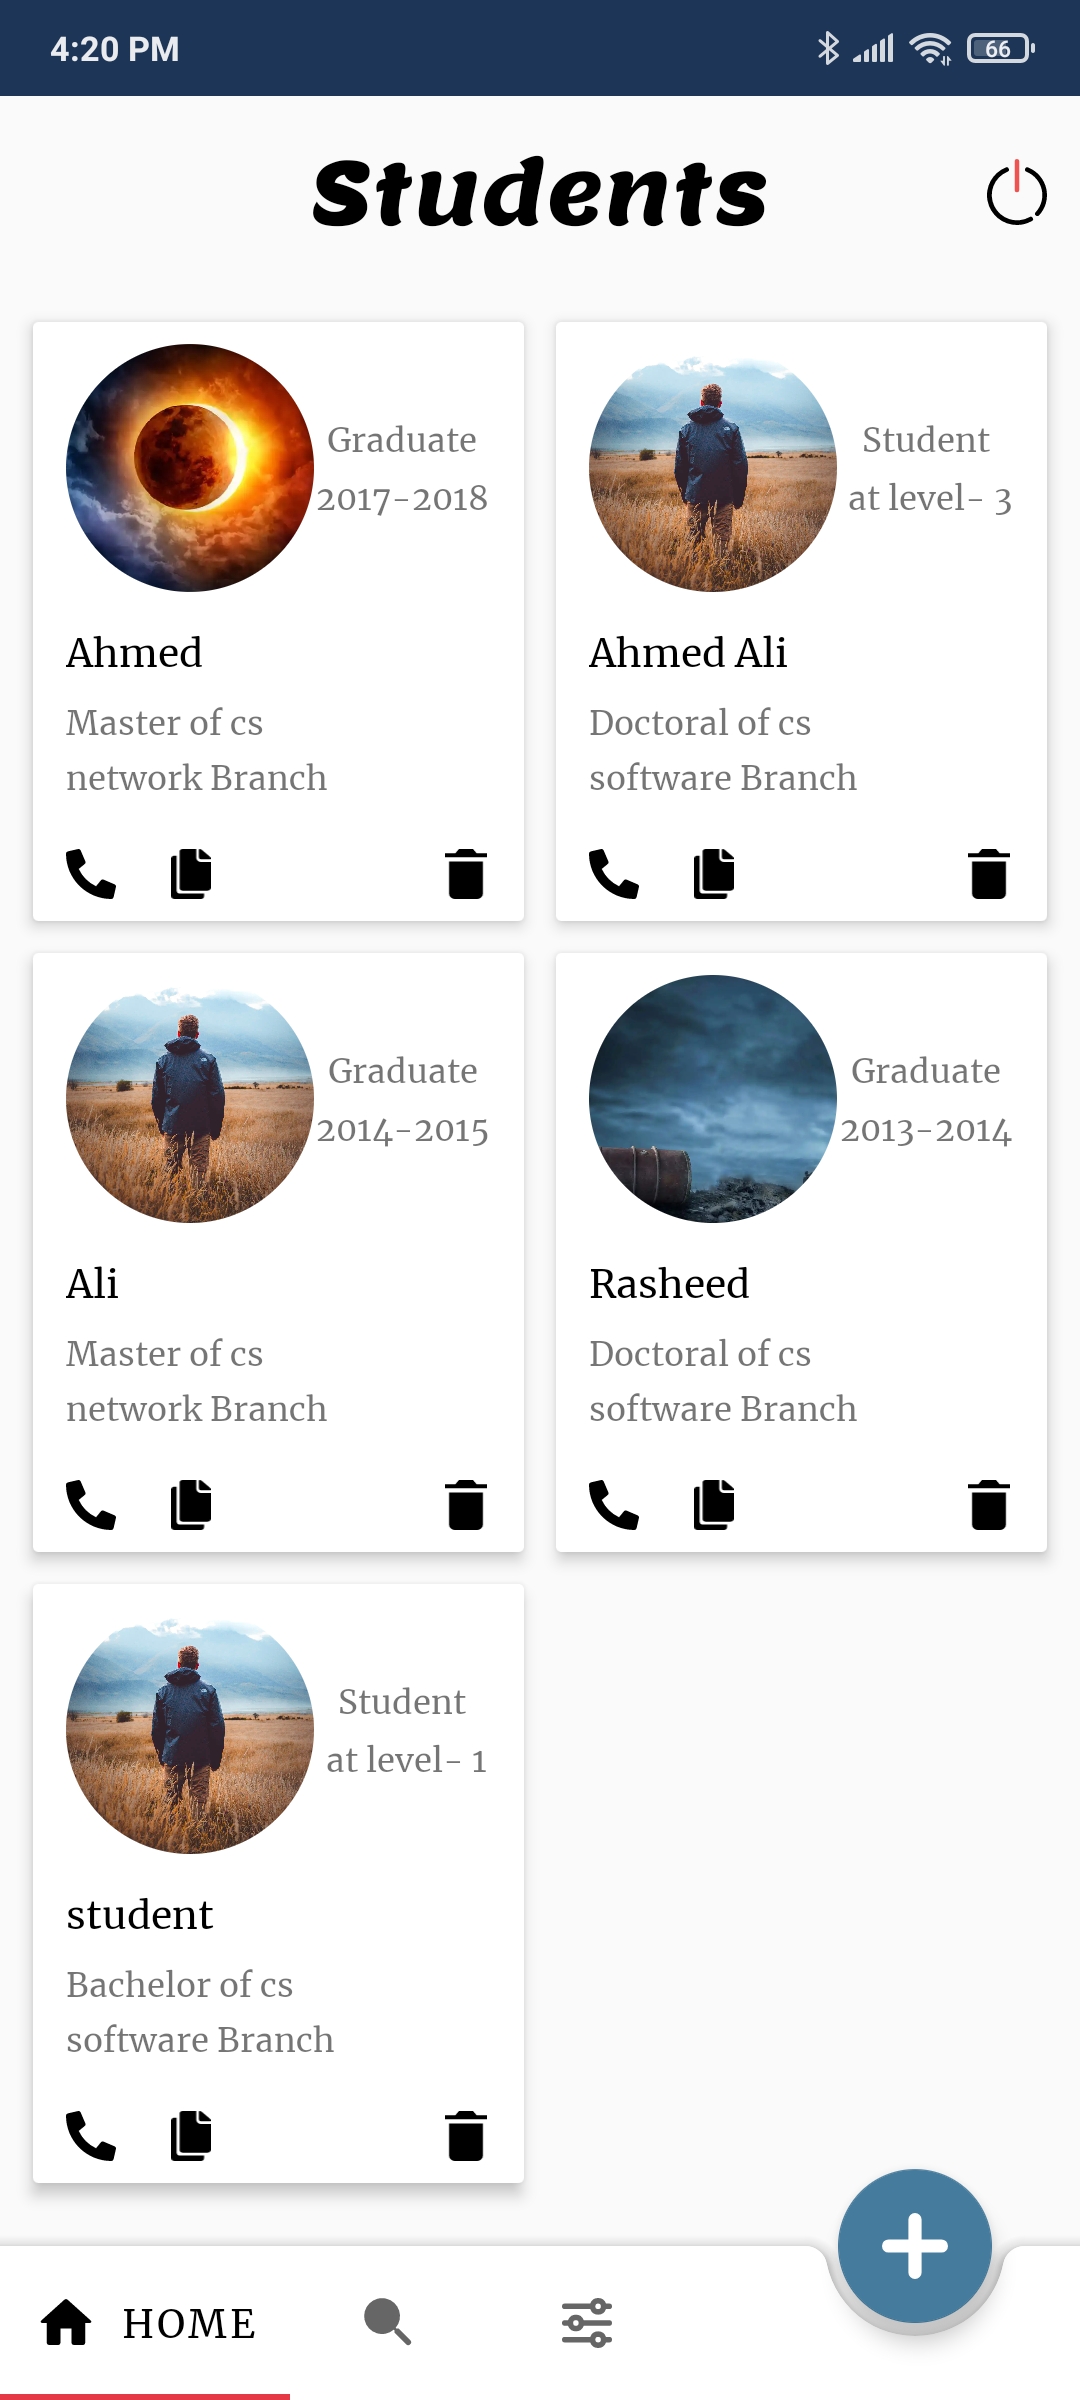 4:20 PM
66
Students
Graduate
2017-2018
Ahmed
Master of cs
network Branch
Student
at level- 3
Ahmed Ali
Doctoral of cs
software Branch
Graduate
2014-2015
Ali
Master of cs
network Branch
Graduate
2013-2014
Rasheed
Doctoral of cs
software Branch
Student
at level- 1
student
Bachelor of cs
software Branch
HOME